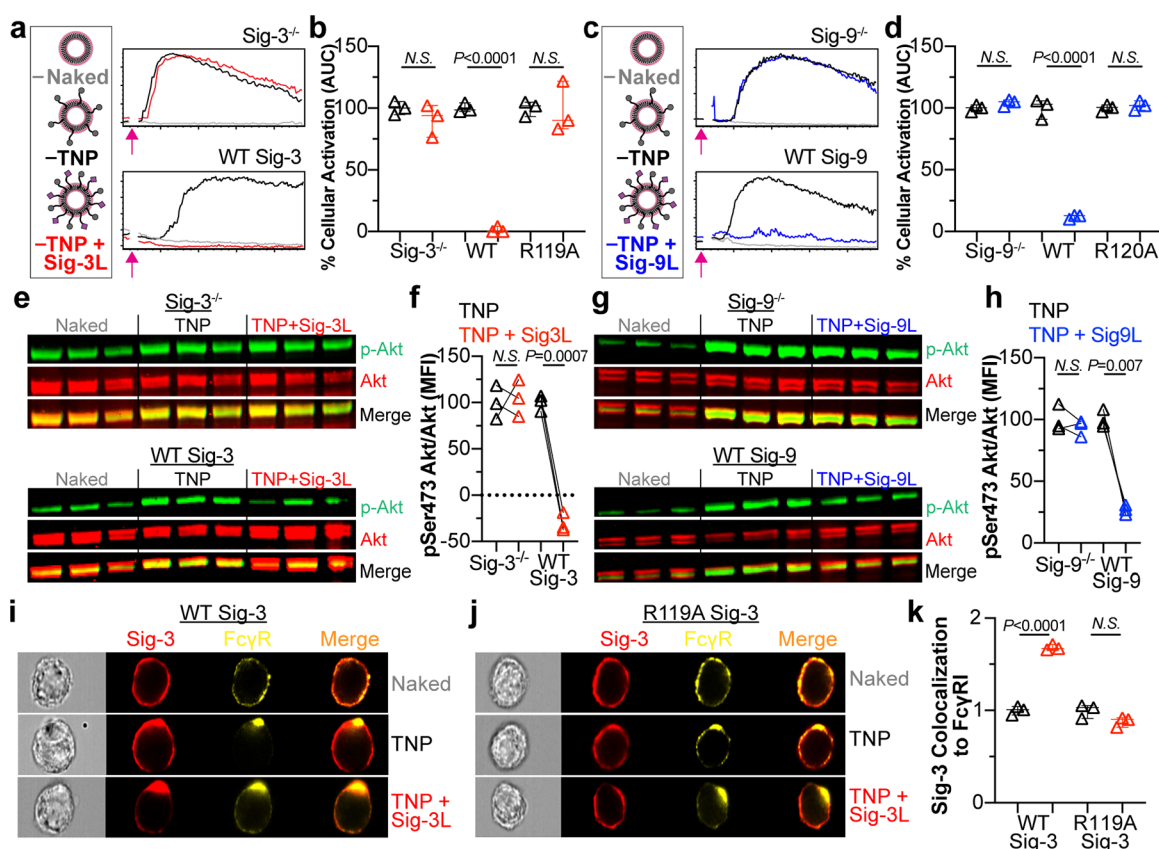 a
Sig-3-/-
–Naked
–TNP
WT Sig-3
–TNP +
Sig-3L
b
% Cellular Activation (AUC)
150
100
50
0
N.S.
P<0.0001
N.S.
Sig-3-/-
WT
R119A
c
Sig-9-/-
–Naked
–TNP
WT Sig-9
–TNP +
Sig-9L
d
% Cellular Activation (AUC)
150
100
50
0
N.S.
P<0.0001
N.S.
Sig-9-/-
WT
R120A
e
Sig-3-/-
Naked
TNP
TNP+Sig-3L
p-Akt
Akt
Merge
WT Sig-3
Naked
TNP
TNP+Sig-3L
p-Akt
Akt
Merge
f
TNP
TNP + Sig3L
pSer473 Akt/Akt (MFI)
N.S.
P=0.0007
150
100
50
0
-50
Sig-3-/-
WT
Sig-3
g
Sig-9-/-
Naked
TNP
TNP+Sig-9L
p-Akt
Akt
Merge
WT Sig-9
Naked
TNP
TNP+Sig-9L
p-Akt
Akt
Merge
h
TNP
TNP + Sig9L
pSer473 Akt/Akt (MFI)
N.S.
P=0.007
150
100
50
0
Sig-9-/-
WT
Sig-9
i
WT Sig-3
Sig-3
FcγR
Merge
Naked
TNP
TNP +
Sig-3L
j
R119A Sig-3
Sig-3
FcγR
Merge
Naked
TNP
TNP +
Sig-3L
k
Sig-3 Colocalization
to FcγRI
2
1
0
P<0.0001
N.S.
WT
Sig-3
R119A
Sig-3